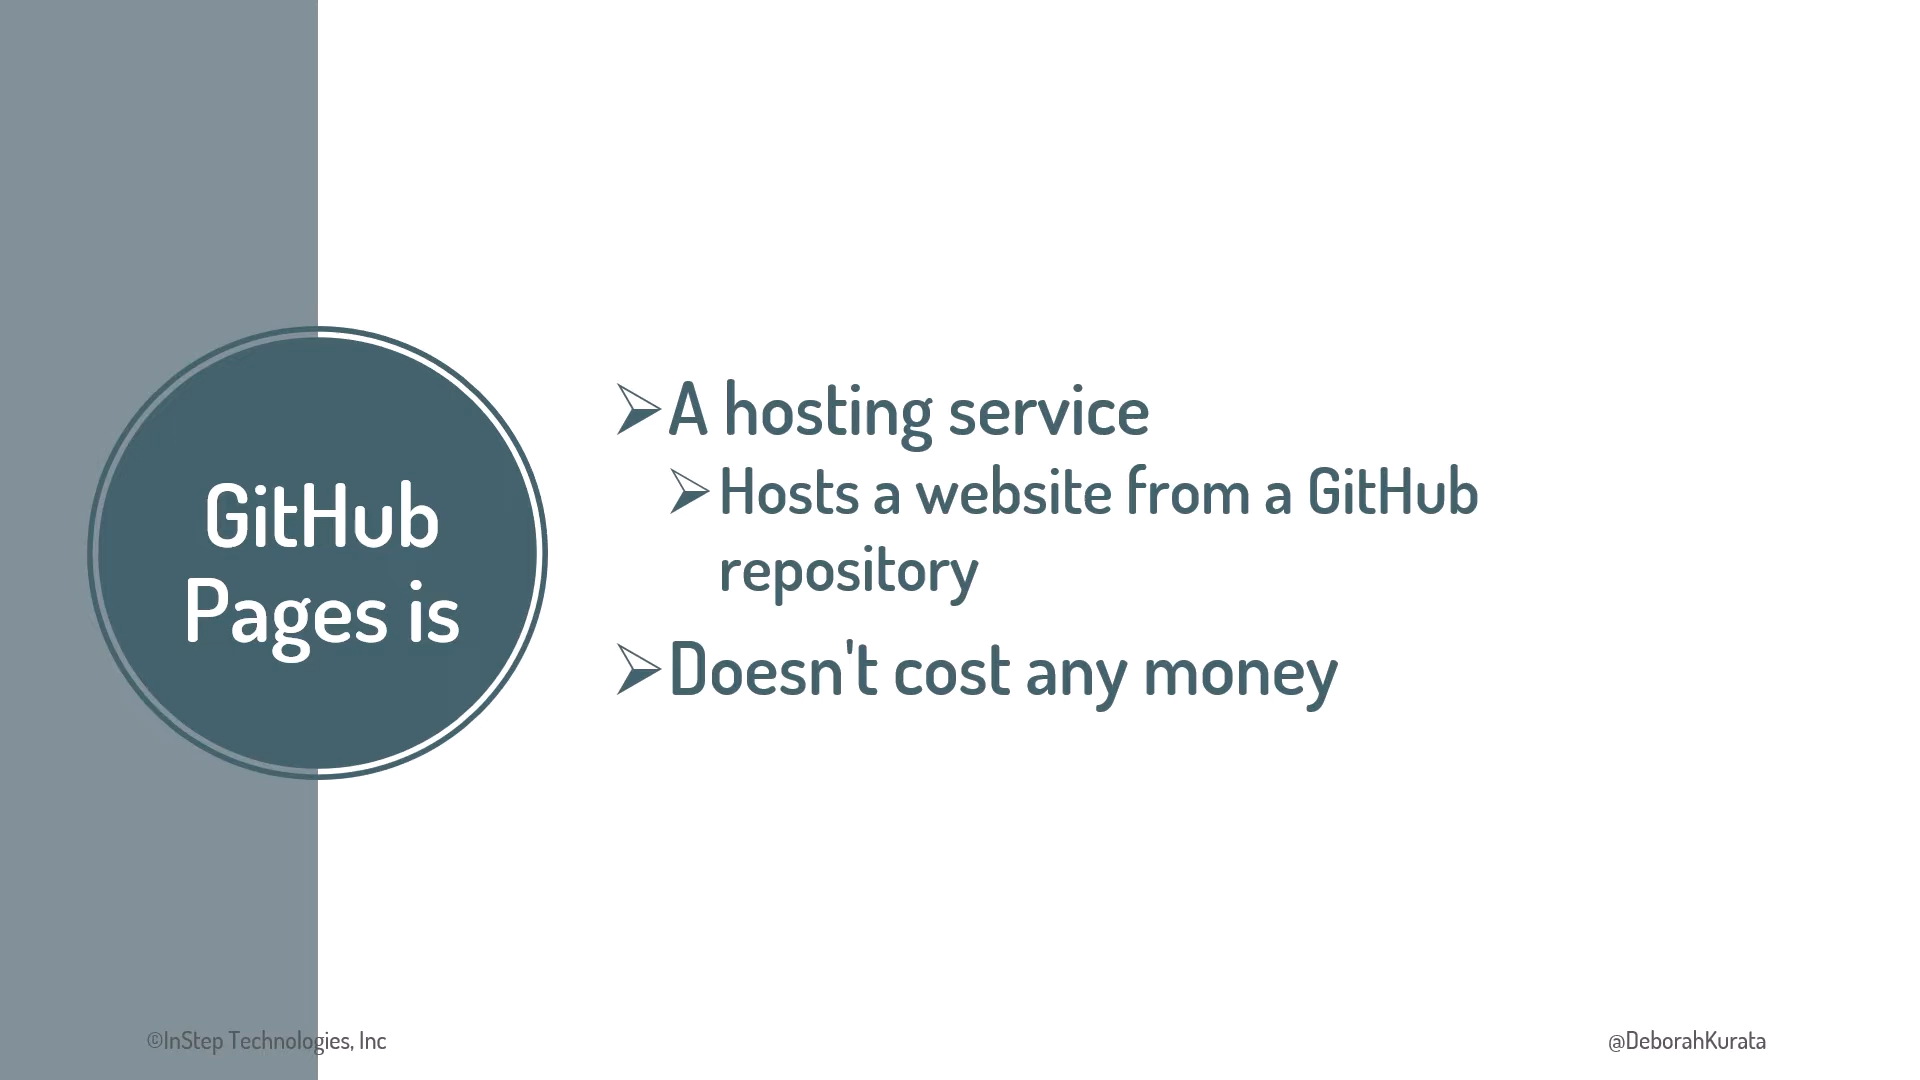 GitHub
Pages is
➢A hosting service
➢Hosts a website from a GitHub
repository
➢Doesn't cost any money
©InStep Technologies, Inc
@DeborahKurata